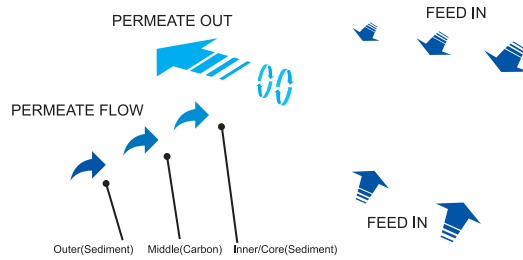 FEED IN
PERMEATE OUT
PERMEATE FLOW
FEED IN
Outer(Sediment) Middle(Carbon) Inner/Core(Sediment)